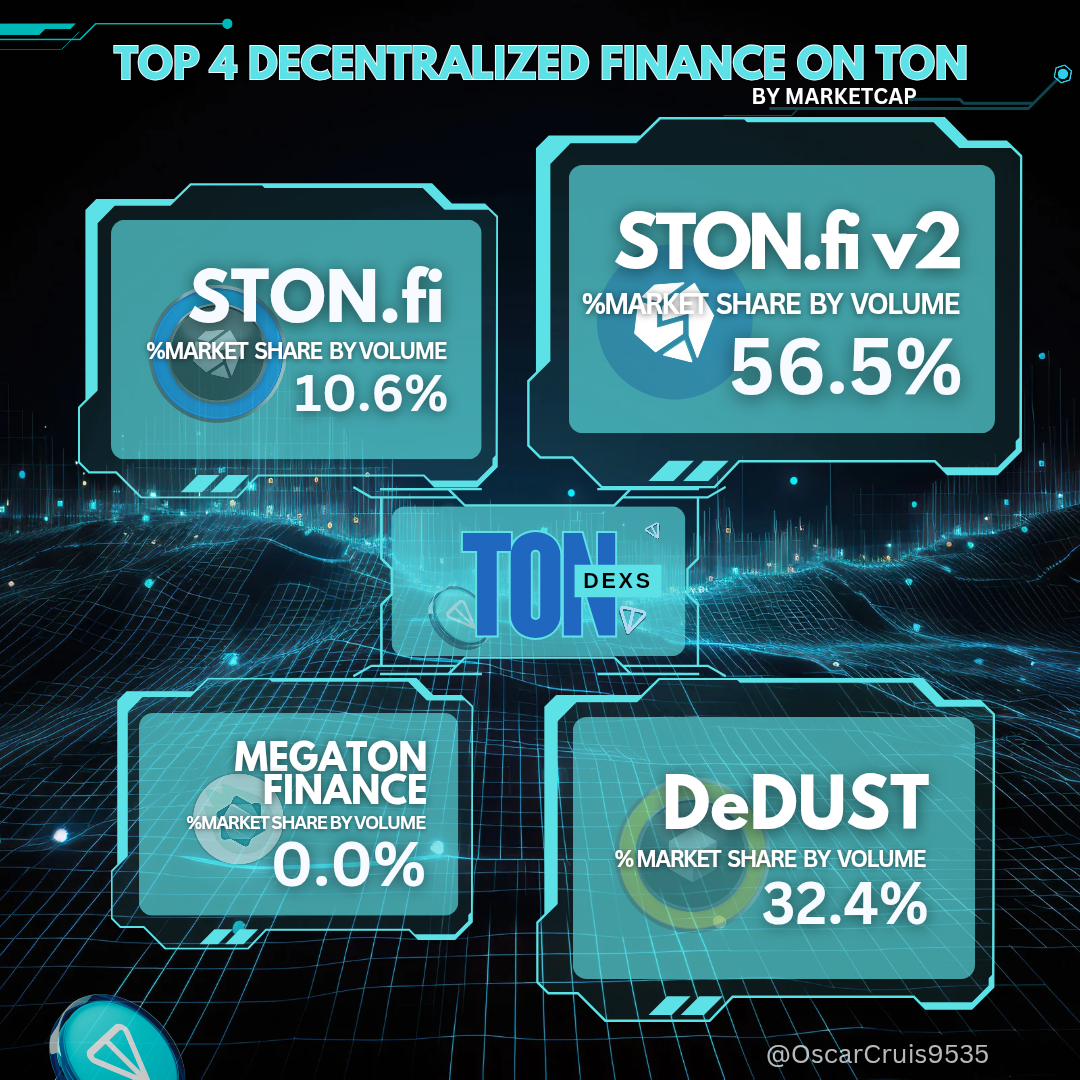 TOP 4 DECENTRALIZED FINANCE ON TON
BY MARKETCAP
STON.fi
%MARKET SHARE BY VOLUME
10.6%
STON.fi v2
%MARKET SHARE BY VOLUME
56.5%
TON
DEXS
MEGATON
FINANCE
%MARKET SHARE BY VOLUME
0.0%
DeDUST
% MARKET SHARE BY VOLUME
32.4%
@OscarCruis9535